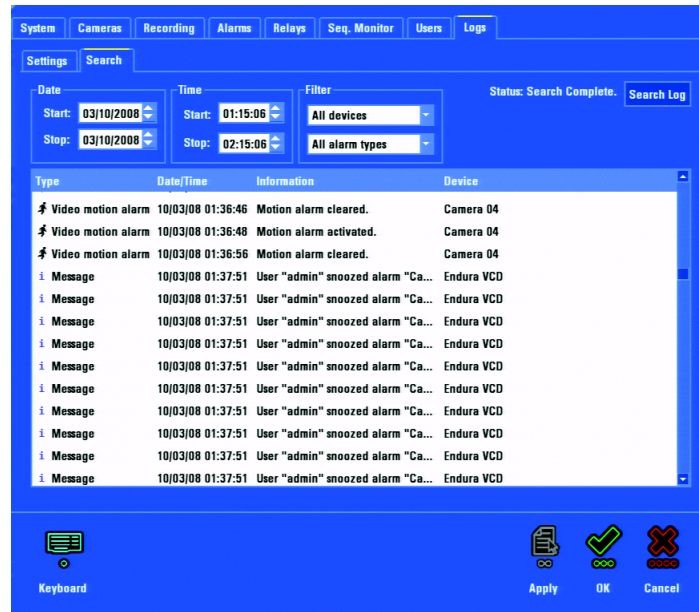 System Cameras Recording Alarms Relays Seq. Monitor Users Logs
Settings Search
Date Time Filter Status: Search Complete. Search Log
Start: 03/10/2008 Start: 01:15:06 All devices
Stop: 03/10/2008 Stop: 02:15:06 All alarm types
Type Date/Time Information Device
Video motion alarm 10/03/08 01:36:46 Motion alarm cleared. Camera 04
Video motion alarm 10/03/08 01:36:48 Motion alarm activated. Camera 04
Video motion alarm 10/03/08 01:36:56 Motion alarm cleared. Camera 04
i Message 10/03/08 01:37:51 User "admin" snoozed alarm "Ca... Endura VCD
i Message 10/03/08 01:37:51 User "admin" snoozed alarm "Ca... Endura VCD
i Message 10/03/08 01:37:51 User "admin" snoozed alarm "Ca... Endura VCD
i Message 10/03/08 01:37:51 User "admin" snoozed alarm "Ca... Endura VCD
i Message 10/03/08 01:37:51 User "admin" snoozed alarm "Ca... Endura VCD
i Message 10/03/08 01:37:51 User "admin" snoozed alarm "Ca... Endura VCD
i Message 10/03/08 01:37:51 User "admin" snoozed alarm "Ca... Endura VCD
i Message 10/03/08 01:37:51 User "admin" snoozed alarm "Ca... Endura VCD
i Message 10/03/08 01:37:51 User "admin" snoozed alarm "Ca... Endura VCD
i Message 10/03/08 01:37:51 User "admin" snoozed alarm "Ca... Endura VCD
Keyboard Apply OK Cancel